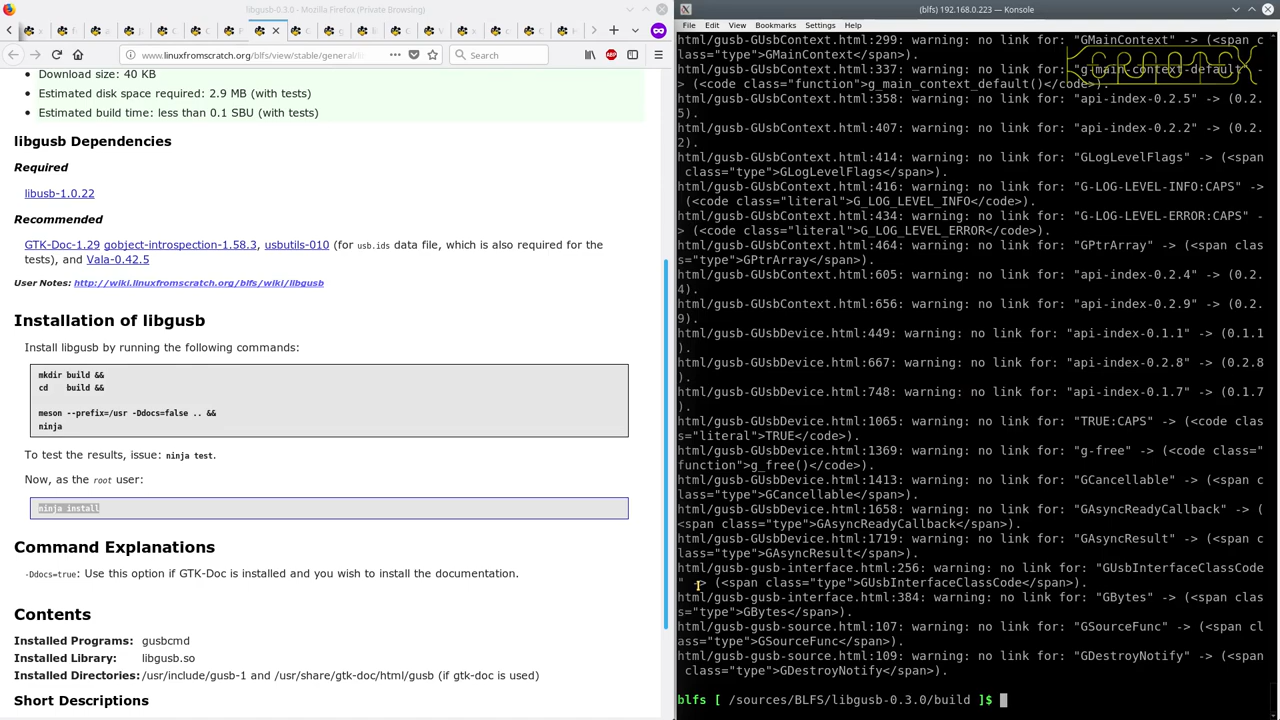 libgusb-0.3.0 - Mozilla Firefox (Private Browsing)
www.linuxfromscratch.org/blfs/view/stable/general/
Search
Download size: 40 KB
Estimated disk space required: 2.9 MB (with tests)
Estimated build time: less than 0.1 SBU (with tests)
libgusb Dependencies
Required
libusb-1.0.22
Recommended
GTK-Doc-1.29 gobject-introspection-1.58.3, usbutils-010 (for usb.ids data file, which is also required for the
tests), and Vala-0.42.5
User Notes: http://wiki.linuxfromscratch.org/blfs/wiki/libgusb
Installation of libgusb
Install libgusb by running the following commands:
mkdir build &&
cd    build &&
meson --prefix=/usr -Ddocs=false .. &&
ninja
To test the results, issue: ninja test.
Now, as the root user:
ninja install
Command Explanations
-Ddocs=true: Use this option if GTK-Doc is installed and you wish to install the documentation.
Contents
Installed Programs: gusbcmd
Installed Library: libgusb.so
Installed Directories: /usr/include/gusb-1 and /usr/share/gtk-doc/html/gusb (if gtk-doc is used)
Short Descriptions
(blfs) 192.168.0.223 — Konsole
File Edit View Bookmarks Settings Help
html/gusb-GUsbContext.html:299: warning: no link for: "GMainContext" -> (<span c
lass="type">GMainContext</span>).
html/gusb-GUsbContext.html:337: warning: no link for: "g-main-context-default" -
> (<code class="function">g_main_context_default()</code>).
html/gusb-GUsbContext.html:358: warning: no link for: "api-index-0.2.5" -> (0.2.
5).
html/gusb-GUsbContext.html:407: warning: no link for: "api-index-0.2.2" -> (0.2.
2).
html/gusb-GUsbContext.html:414: warning: no link for: "GLogLevelFlags" -> (<span
 class="type">GLogLevelFlags</span>).
html/gusb-GUsbContext.html:416: warning: no link for: "G-LOG-LEVEL-INFO:CAPS" ->
 (<code class="literal">G_LOG_LEVEL_INFO</code>).
html/gusb-GUsbContext.html:434: warning: no link for: "G-LOG-LEVEL-ERROR:CAPS" -
> (<code class="literal">G_LOG_LEVEL_ERROR</code>).
html/gusb-GUsbContext.html:464: warning: no link for: "GPtrArray" -> (<span clas
s="type">GPtrArray</span>).
html/gusb-GUsbContext.html:605: warning: no link for: "api-index-0.2.4" -> (0.2.
4).
html/gusb-GUsbContext.html:656: warning: no link for: "api-index-0.2.9" -> (0.2.
9).
html/gusb-GUsbDevice.html:449: warning: no link for: "api-index-0.1.1" -> (0.1.1
).
html/gusb-GUsbDevice.html:667: warning: no link for: "api-index-0.2.8" -> (0.2.8
).
html/gusb-GUsbDevice.html:748: warning: no link for: "api-index-0.1.7" -> (0.1.7
).
html/gusb-GUsbDevice.html:1065: warning: no link for: "TRUE:CAPS" -> (<code clas
s="literal">TRUE</code>).
html/gusb-GUsbDevice.html:1369: warning: no link for: "g-free" -> (<code class="
function">g_free()</code>).
html/gusb-GUsbDevice.html:1413: warning: no link for: "GCancellable" -> (<span c
lass="type">GCancellable</span>).
html/gusb-GUsbDevice.html:1658: warning: no link for: "GAsyncReadyCallback" -> (
<span class="type">GAsyncReadyCallback</span>).
html/gusb-GUsbDevice.html:1719: warning: no link for: "GAsyncResult" -> (<span c
lass="type">GAsyncResult</span>).
html/gusb-gusb-interface.html:256: warning: no link for: "GUsbInterfaceClassCode
" -> (<span class="type">GUsbInterfaceClassCode</span>).
html/gusb-gusb-interface.html:384: warning: no link for: "GBytes" -> (<span clas
s="type">GBytes</span>).
html/gusb-gusb-source.html:107: warning: no link for: "GSourceFunc" -> (<span cl
ass="type">GSourceFunc</span>).
html/gusb-gusb-source.html:109: warning: no link for: "GDestroyNotify" -> (<span
 class="type">GDestroyNotify</span>).
blfs [ /sources/BLFS/libgusb-0.3.0/build ]$